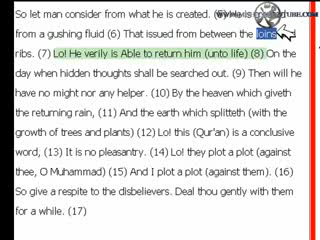 So let man consider from what he is created.
from a gushing fluid (6) That issued from between the loins
ribs. (7) Lo! He verily is Able to return him (unto life) (8) On the
day when hidden thoughts shall be searched out. (9) Then will he
have no might nor any helper. (10) By the heaven which giveth
the returning rain, (11) And the earth which splitteth (with the
growth of trees and plants) (12) Lo! this (Qur'an) is a conclusive
word, (13) It is no pleasantry. (14) Lo! they plot a plot (against
thee, O Muhammad) (15) And I plot a plot (against them). (16)
So give a respite to the disbelievers. Deal thou gently with them
for a while. (17)